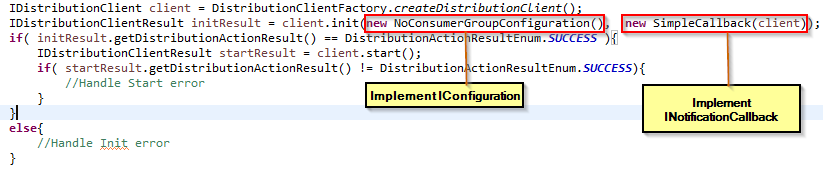 IDistributionClient client = DistributionClientFactory.createDistributionClient();
IDistributionClientResult initResult = client.init(new NoConsumerGroupConfiguration(), new SimpleCallback(client));
if( initResult.getDistributionActionResult() == DistributionActionResultEnum.SUCCESS ){
    IDistributionClientResult startResult = client.start();
    if( startResult.getDistributionActionResult() != DistributionActionResultEnum.SUCCESS){
        //Handle Start error
    }
}
else{
    //Handle Init error
}
Implement IConfiguration
Implement
INotificationCallback